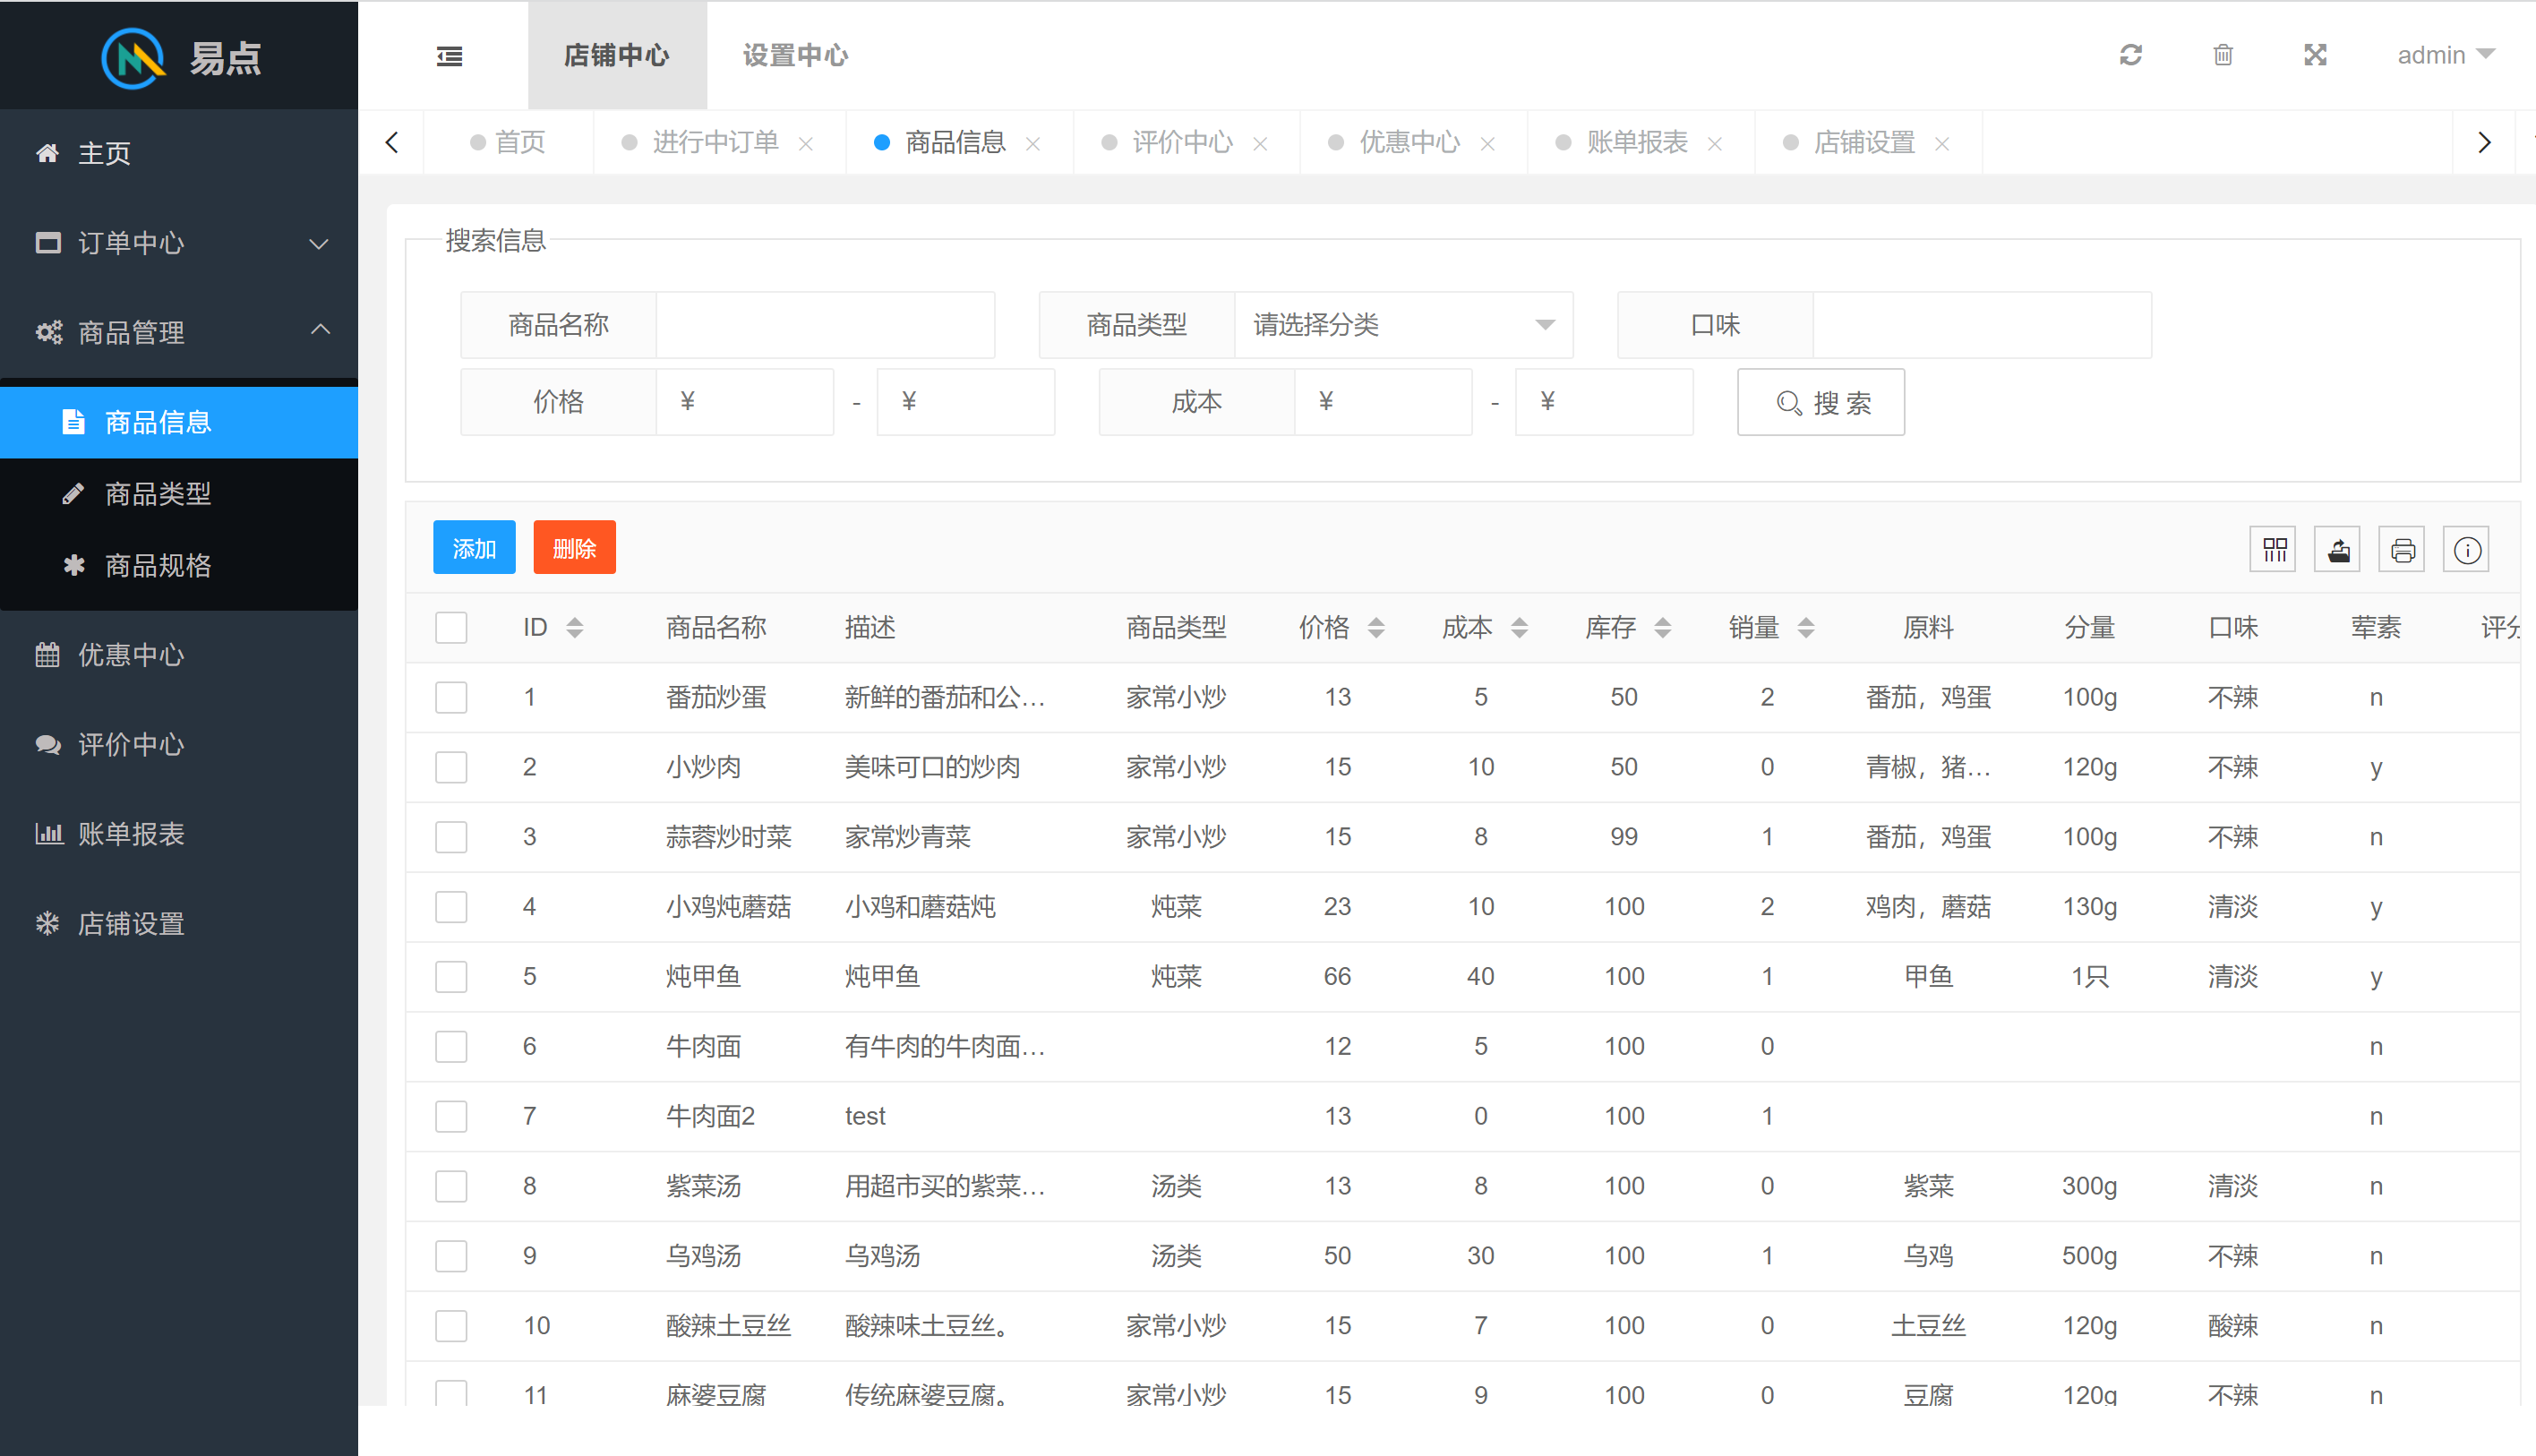 易点
店铺中心 设置中心 admin
首页 进行中订单 商品信息 评价中心 优惠中心 账单报表 店铺设置
主页
订单中心
商品管理
商品信息
商品类型
商品规格
优惠中心
评价中心
账单报表
店铺设置
搜索信息
商品名称 商品类型 请选择分类 口味
价格 ¥ - ¥ 成本 ¥ - ¥ 搜 索
添加 删除
ID 商品名称 描述 商品类型 价格 成本 库存 销量 原料 分量 口味 荤素 评分
1 番茄炒蛋 新鲜的番茄和公... 家常小炒 13 5 50 2 番茄，鸡蛋 100g 不辣 n
2 小炒肉 美味可口的炒肉 家常小炒 15 10 50 0 青椒，猪... 120g 不辣 y
3 蒜蓉炒时菜 家常炒青菜 家常小炒 15 8 99 1 番茄，鸡蛋 100g 不辣 n
4 小鸡炖蘑菇 小鸡和蘑菇炖 炖菜 23 10 100 2 鸡肉，蘑菇 130g 清淡 y
5 炖甲鱼 炖甲鱼 炖菜 66 40 100 1 甲鱼 1只 清淡 y
6 牛肉面 有牛肉的牛肉面... 12 5 100 0 n
7 牛肉面2 test 13 0 100 1 n
8 紫菜汤 用超市买的紫菜... 汤类 13 8 100 0 紫菜 300g 清淡 n
9 乌鸡汤 乌鸡汤 汤类 50 30 100 1 乌鸡 500g 不辣 n
10 酸辣土豆丝 酸辣味土豆丝。 家常小炒 15 7 100 0 土豆丝 120g 酸辣 n
11 麻婆豆腐 传统麻婆豆腐。 家常小炒 15 9 100 0 豆腐 120g 不辣 n